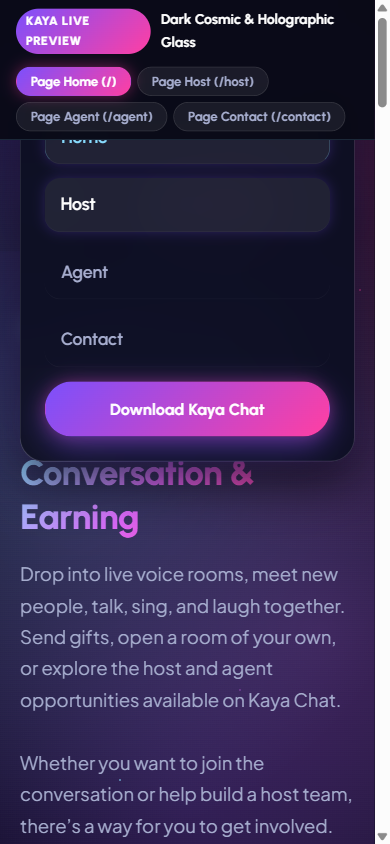 KAYA LIVE
PREVIEW
Dark Cosmic & Holographic
Glass
Page Home (/)
Page Host (/host)
Page Agent (/agent)
Page Contact (/contact)
Home
Host
Agent
Contact
Download Kaya Chat
Conversation &
Earning
Drop into live voice rooms, meet new
people, talk, sing, and laugh together.
Send gifts, open a room of your own,
or explore the host and agent
opportunities available on Kaya Chat.
Whether you want to join the
conversation or help build a host team,
there's a way for you to get involved.